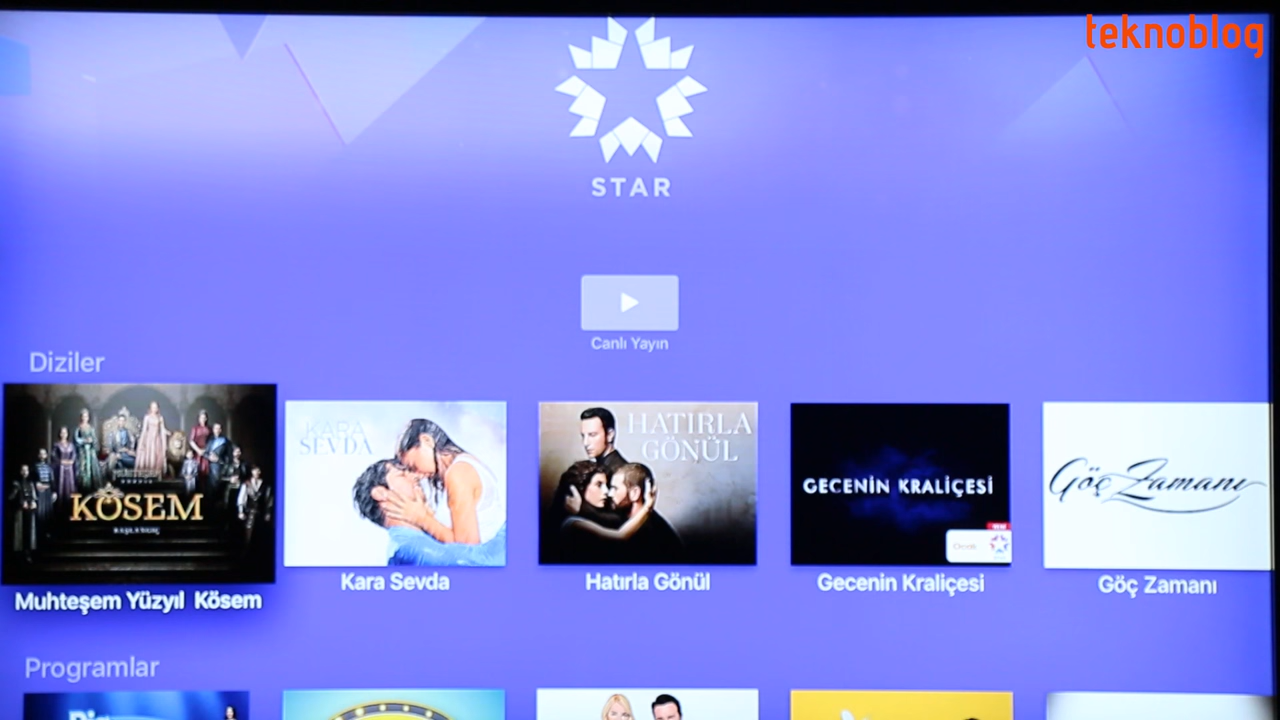 teknoblog
STAR
Canlı Yayın
Diziler
KÖSEM
KARA
SEVDA
HATIRLA
GÖNÜL
GECENİN KRALİÇESİ
Göç Zamanı
Muhteşem Yüzyıl Kösem
Kara Sevda
Hatırla Gönül
Gecenin Kraliçesi
Göç Zamanı
Programlar